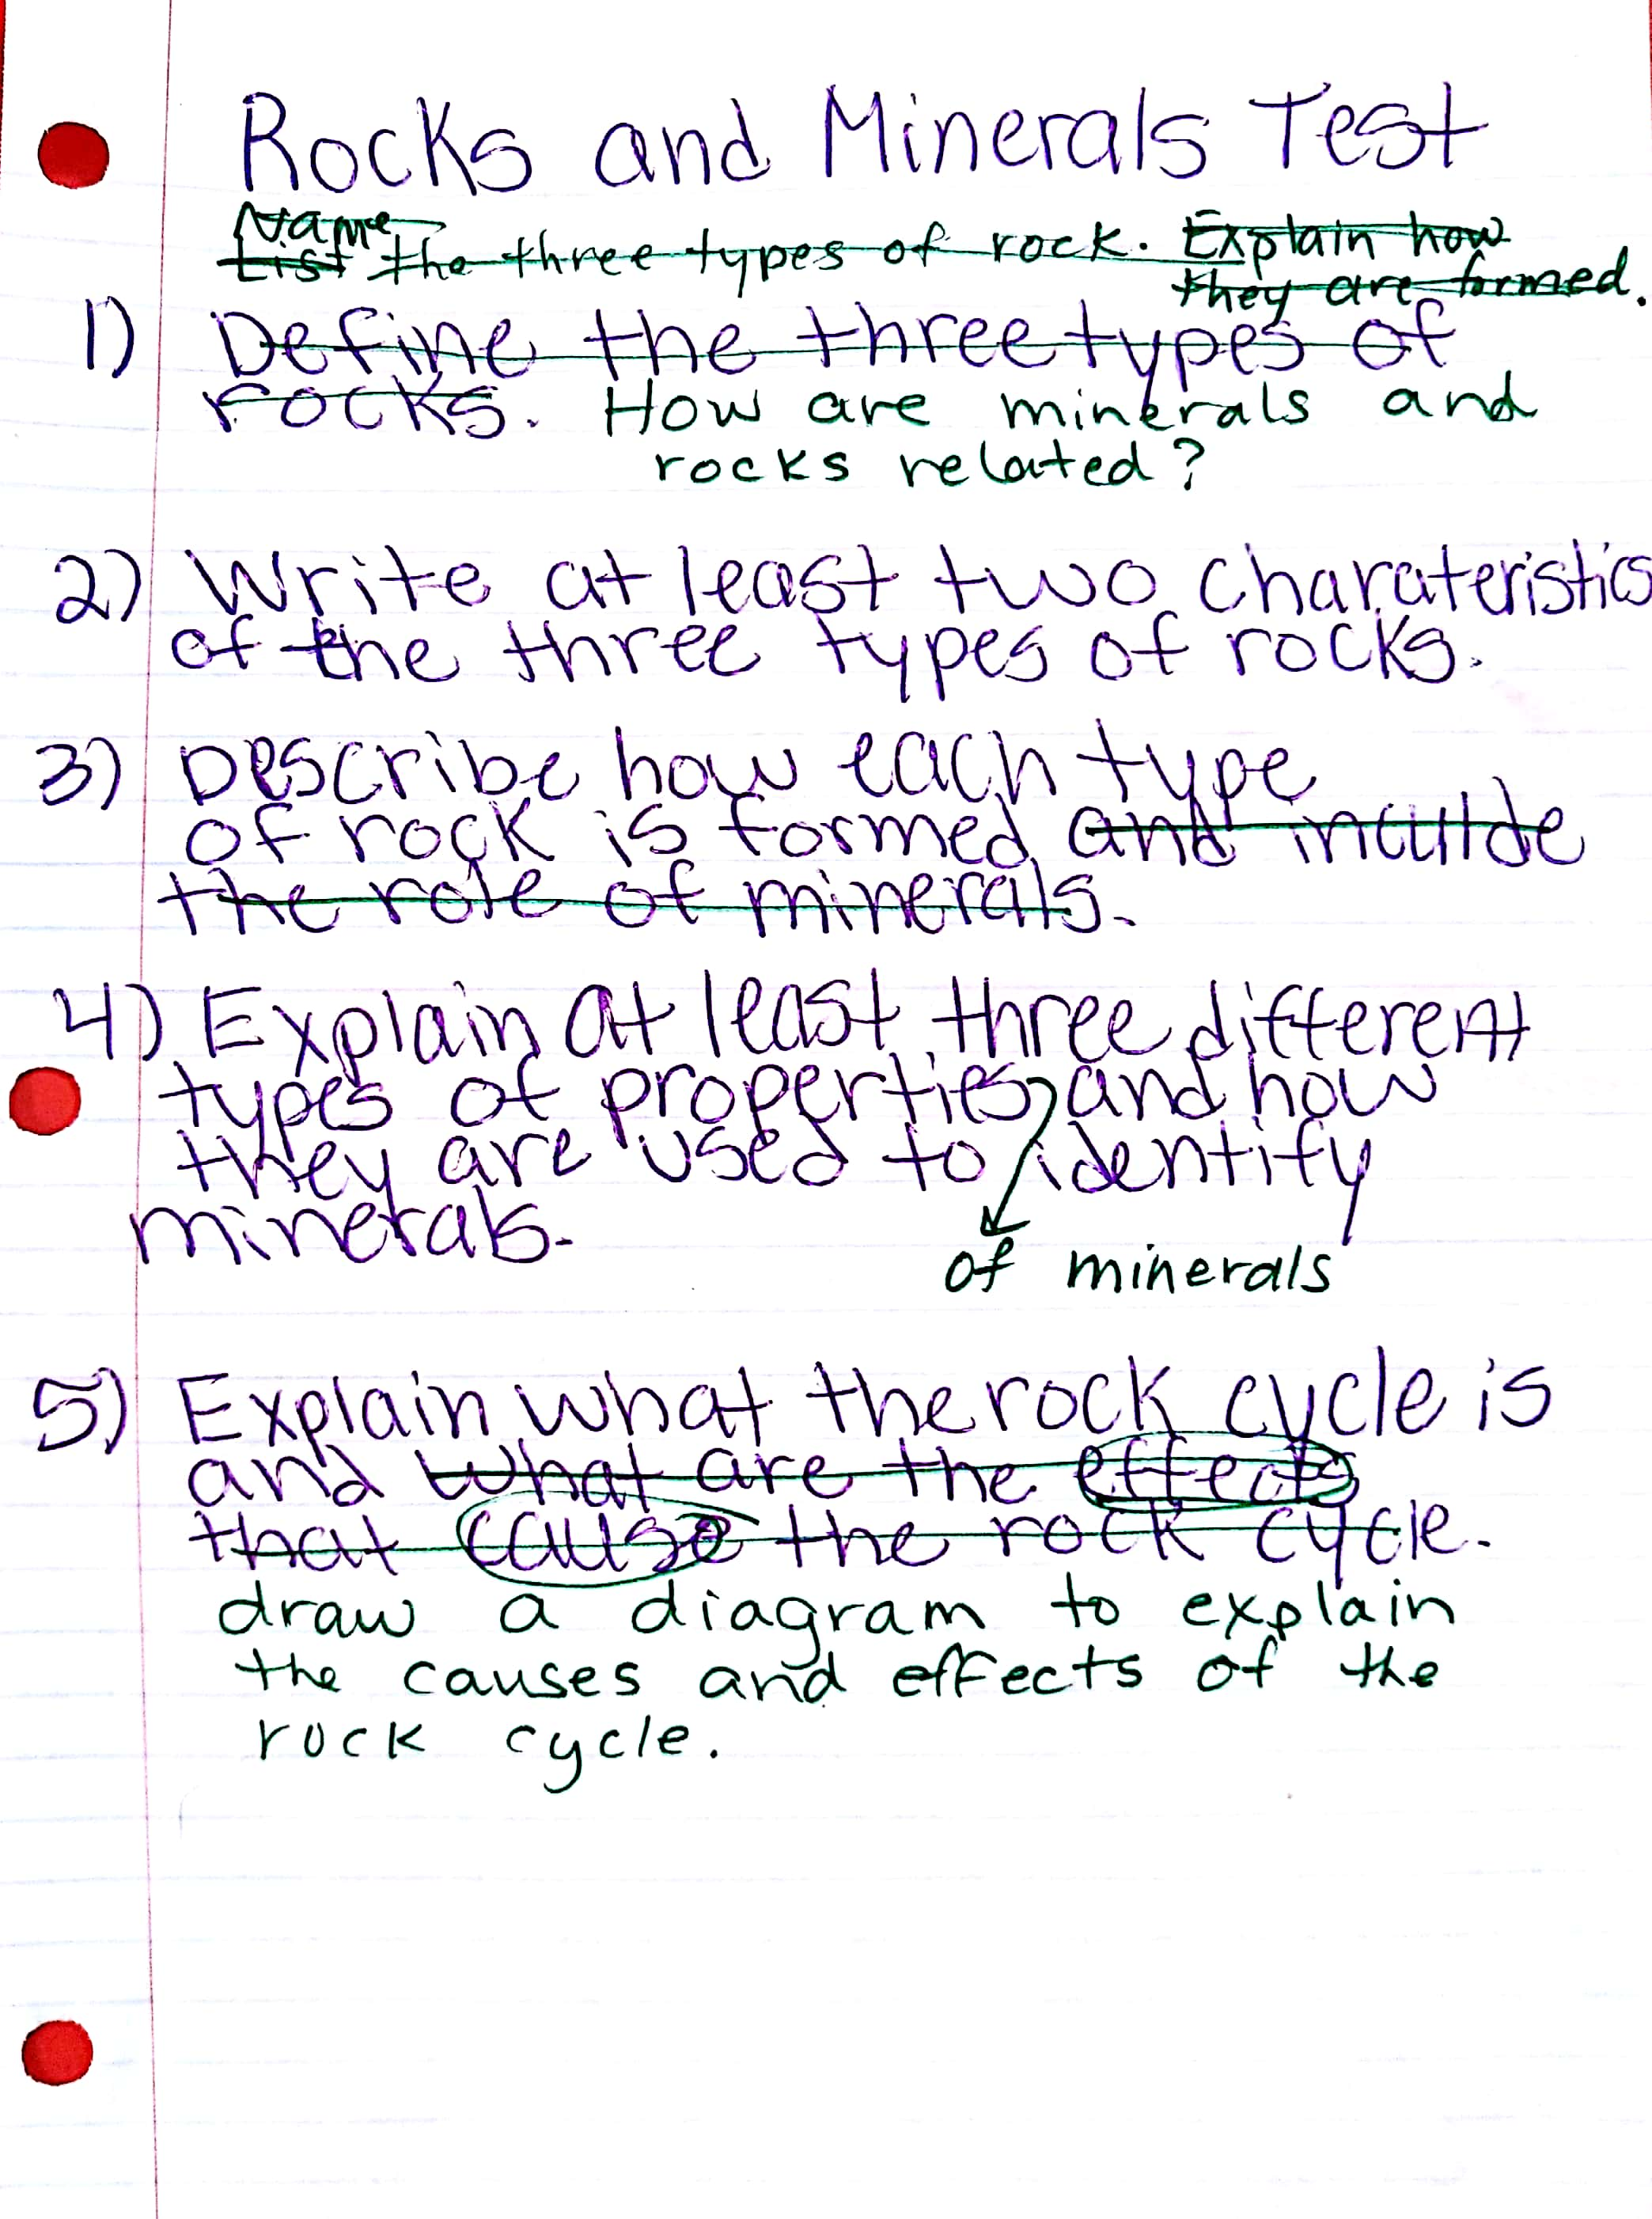 Rocks and Minerals Test
Name
List the three types of rock. Explain how
they are formed.
1) Define the three types of
rocks. How are minerals and
rocks related?
2) Write at least two charateristics
of the three types of rocks.
3) Describe how each type
of rock is formed and inculde
the role of minerals.
4) Explain at least three different
types of properties and how
they are used to identify
minerals.
of minerals
5) Explain what the rock cycle is
and what are the effects
that cause the rock cycle.
draw a diagram to explain
the causes and effects of the
rock cycle.